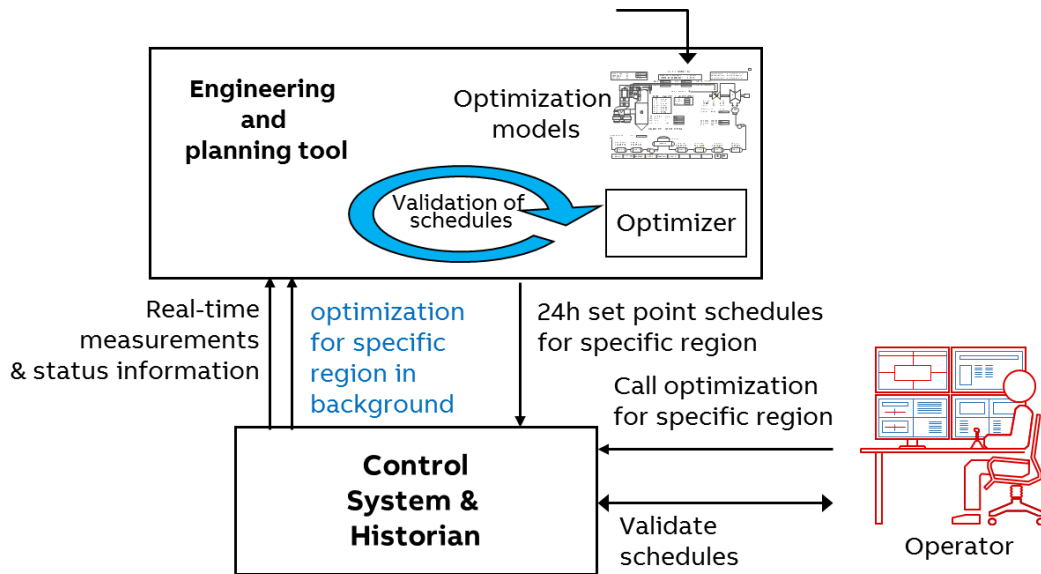 Engineering
and
planning tool
Optimization
models
Validation of
schedules
Optimizer
Real-time
measurements
& status information
optimization
for specific
region in
background
24h set point schedules
for specific region
Call optimization
for specific region
Control
System &
Historian
Validate
schedules
Operator